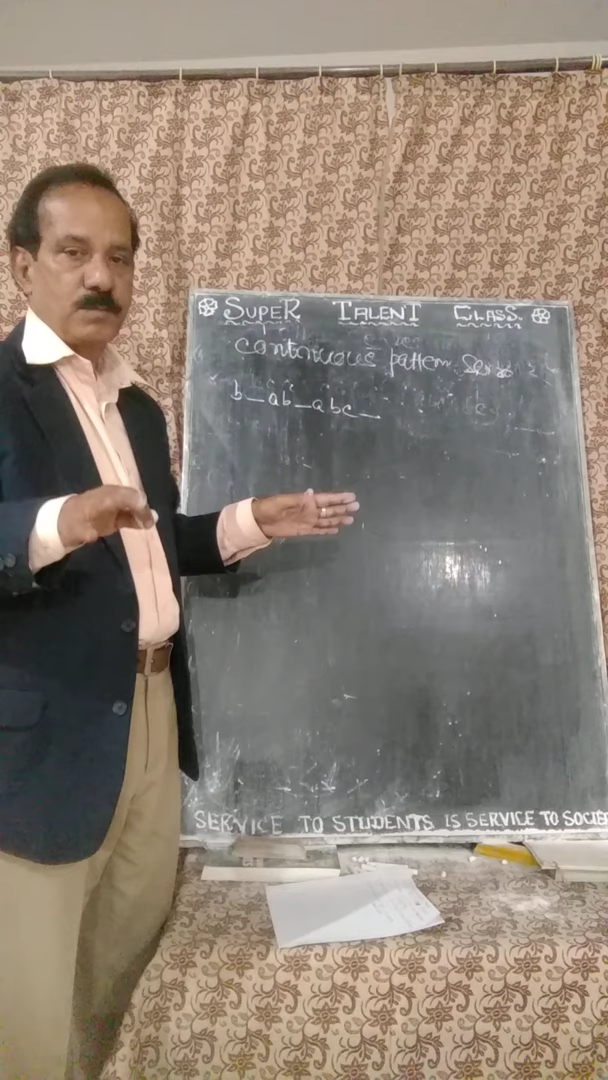 SUPER TALENT CLASS.
continuous pattern Series
b_ab_abc_
SERVICE TO STUDENTS IS SERVICE TO SOCIE